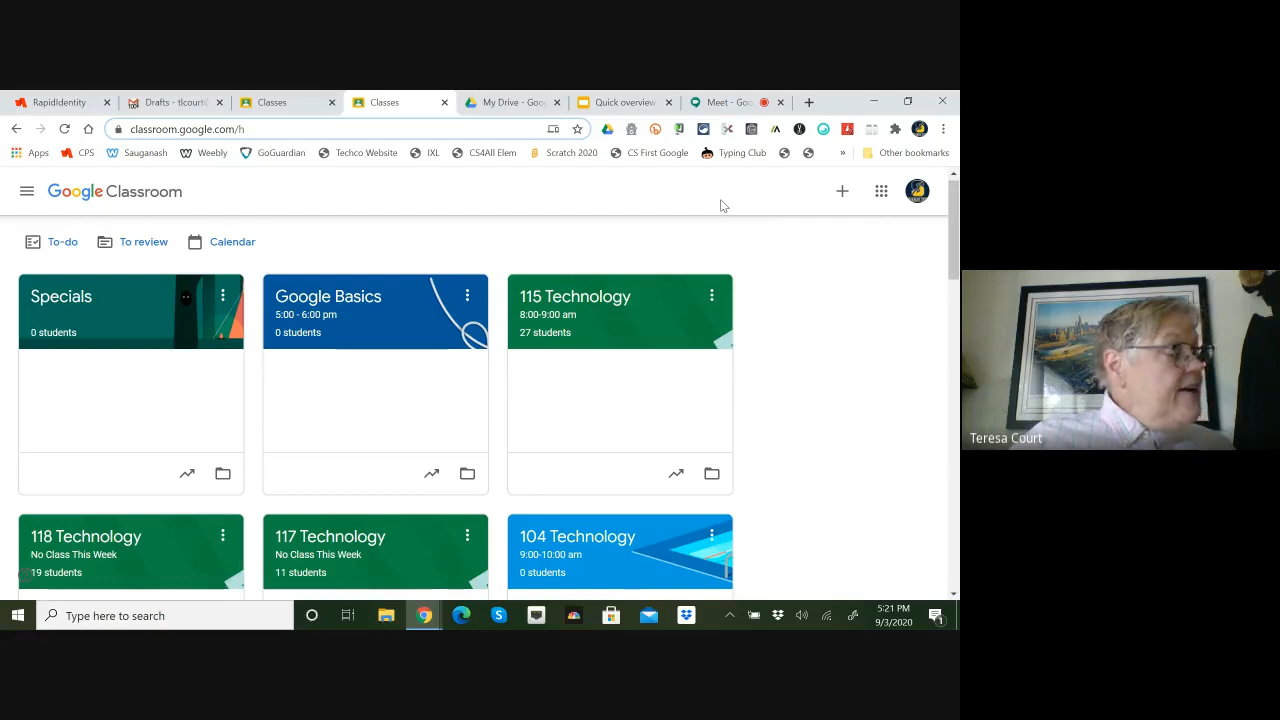 RapidIdentity
Drafts - tlcourt@
Classes
Classes
My Drive - Goo
Quick overview
Meet - Goo
classroom.google.com/h
Apps
CPS
Sauganash
Weebly
GoGuardian
Techco Website
IXL
CS4All Elem
Scratch 2020
CS First Google
Typing Club
»
Other bookmarks
Google Classroom
To-do
To review
Calendar
Specials
0 students
Google Basics
5:00 - 6:00 pm
0 students
115 Technology
8:00-9:00 am
27 students
118 Technology
No Class This Week
19 students
117 Technology
No Class This Week
11 students
104 Technology
9:00-10:00 am
0 students
Teresa Court
Type here to search
5:21 PM
9/3/2020
1